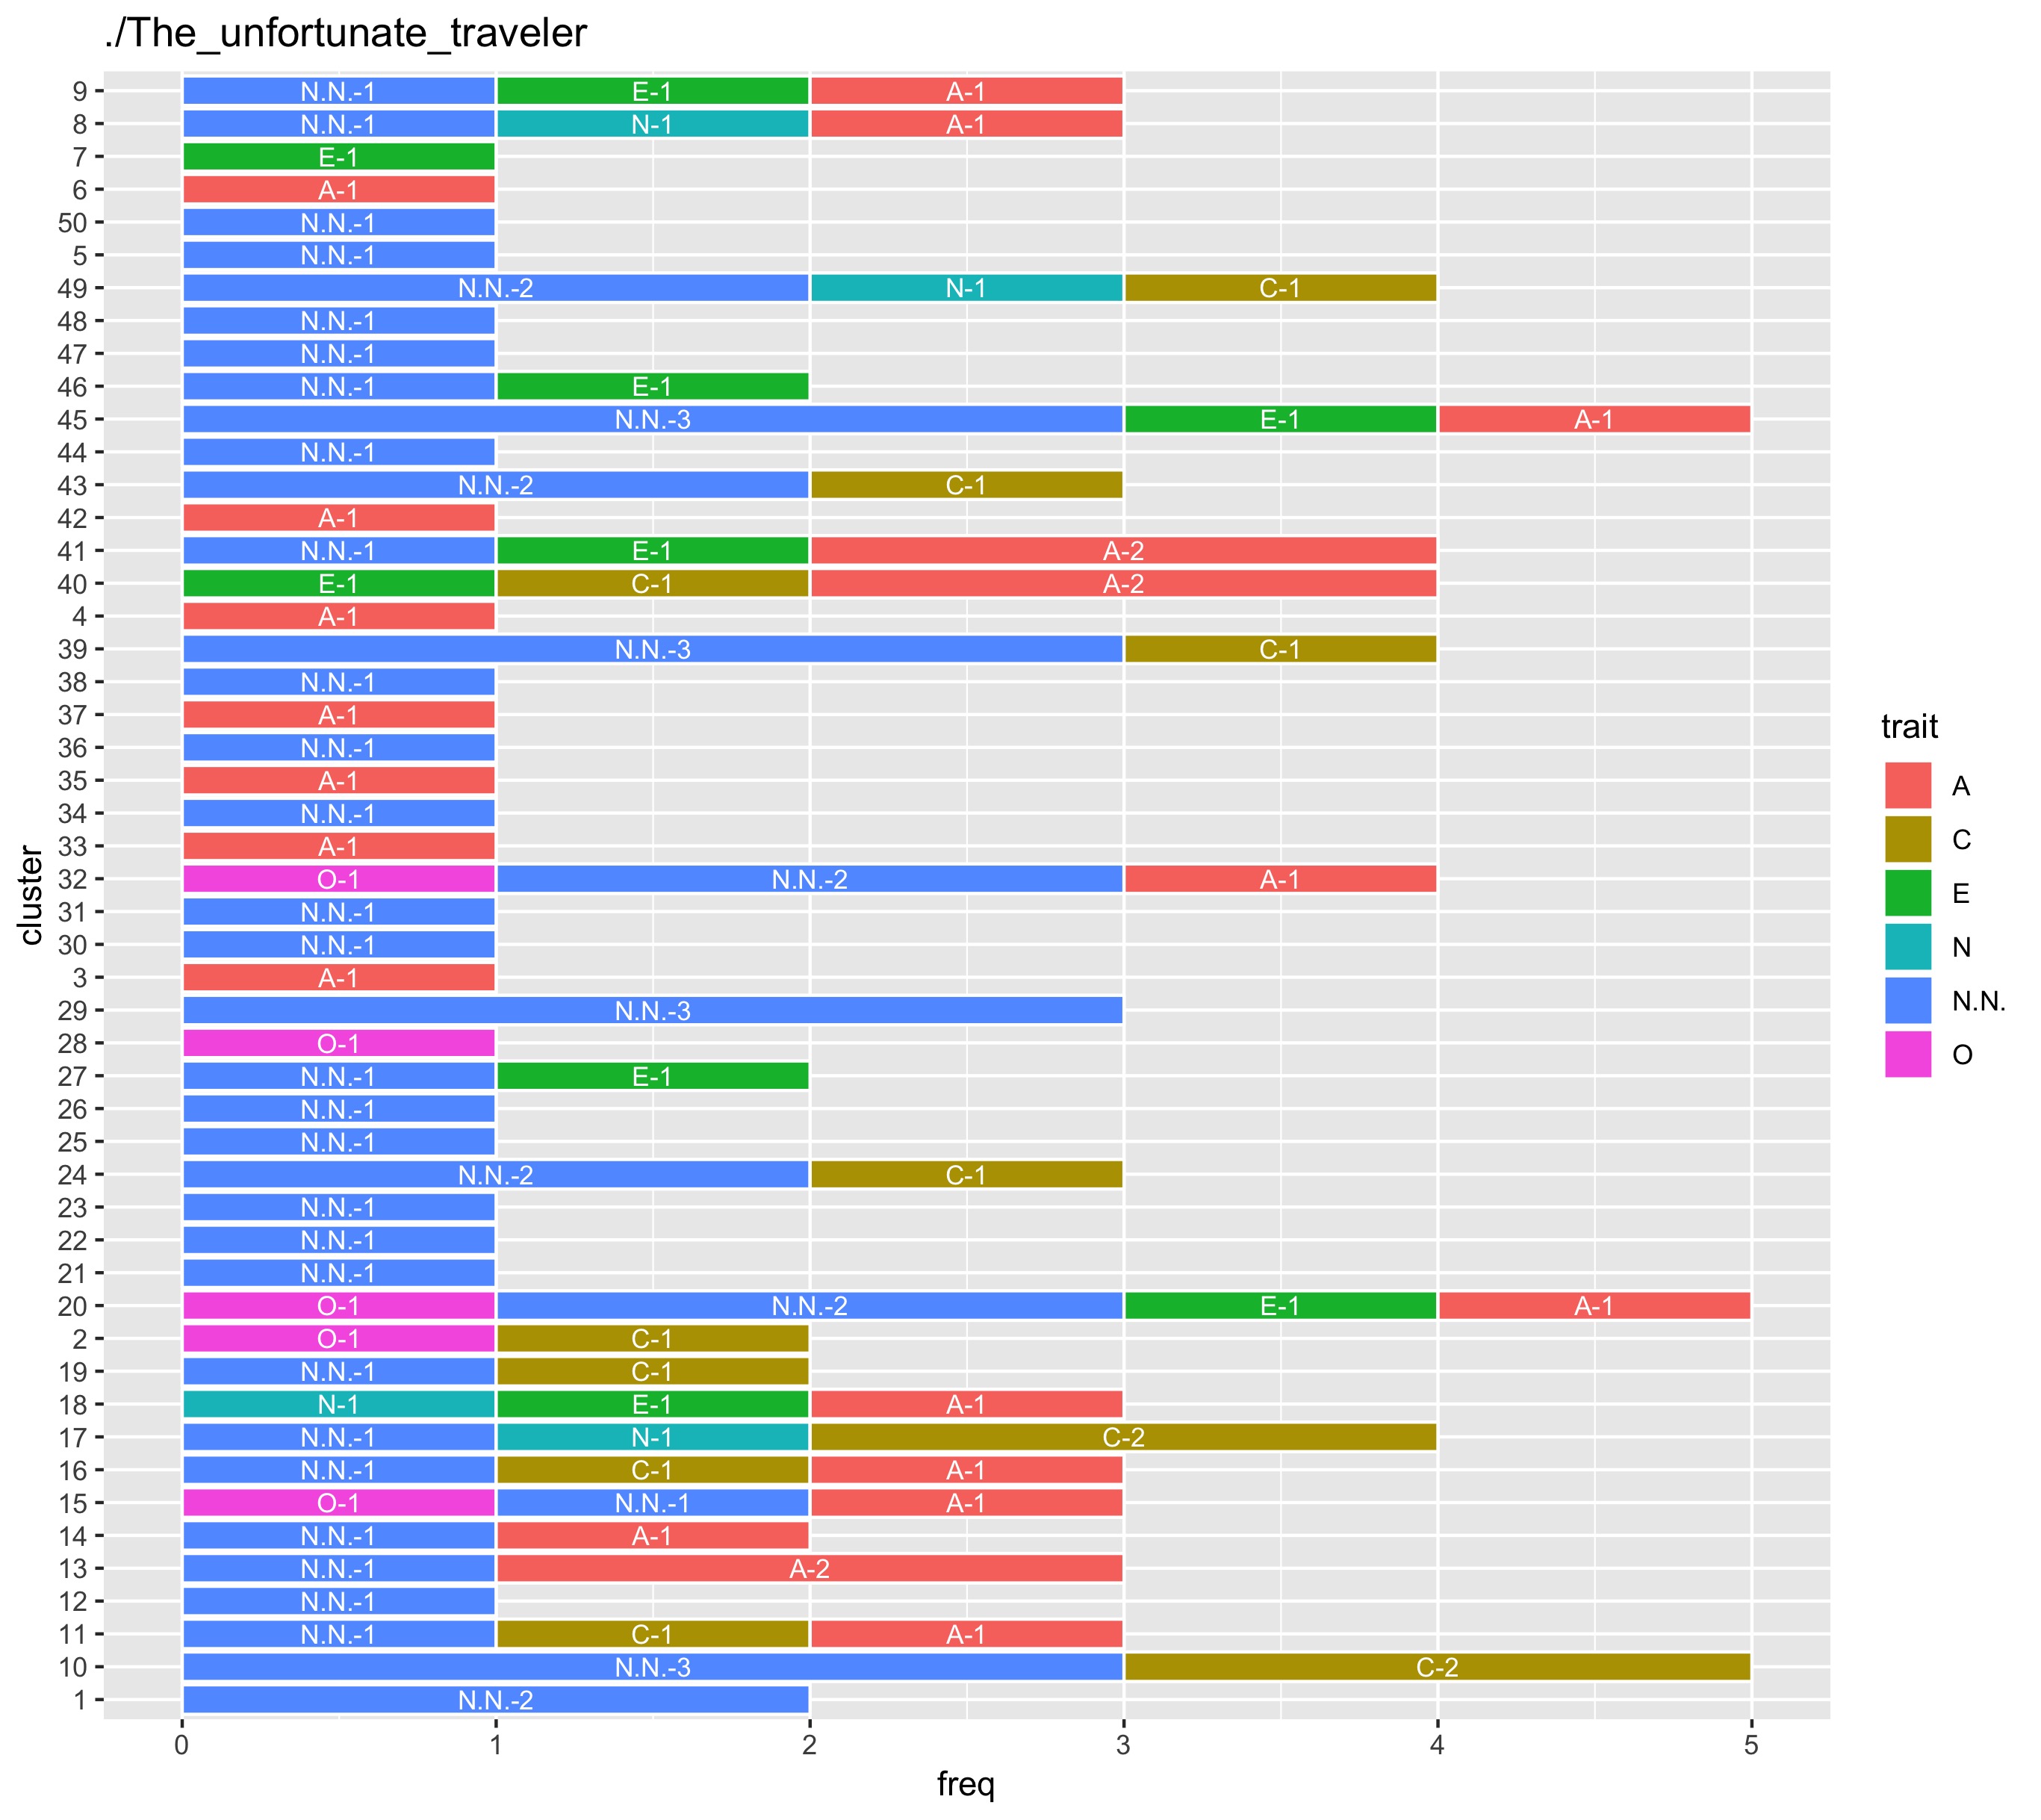 ./The_unfortunate_traveler
9 N.N.-1 E-1 A-1
8 N.N.-1 N-1 A-1
7 E-1
6 A-1
50 N.N.-1
5 N.N.-1
49 N.N.-2 N-1 C-1
48 N.N.-1
47 N.N.-1
46 N.N.-1 E-1
45 N.N.-3 E-1 A-1
44 N.N.-1
43 N.N.-2 C-1
42 A-1
41 N.N.-1 E-1 A-2
40 E-1 C-1 A-2
4 A-1
39 N.N.-3 C-1
38 N.N.-1
37 A-1
36 N.N.-1
35 A-1
34 N.N.-1
33 A-1
32 O-1 N.N.-2 A-1
31 N.N.-1
30 N.N.-1
3 A-1
29 N.N.-3
28 O-1
27 N.N.-1 E-1
26 N.N.-1
25 N.N.-1
24 N.N.-2 C-1
23 N.N.-1
22 N.N.-1
21 N.N.-1
20 O-1 N.N.-2 E-1 A-1
2 O-1 C-1
19 N.N.-1 C-1
18 N-1 E-1 A-1
17 N.N.-1 N-1 C-2
16 N.N.-1 C-1 A-1
15 O-1 N.N.-1 A-1
14 N.N.-1 A-1
13 N.N.-1 A-2
12 N.N.-1
11 N.N.-1 C-1 A-1
10 N.N.-3 C-2
1 N.N.-2
0 1 2 3 4 5
freq
cluster
trait
A
C
E
N
N.N.
O